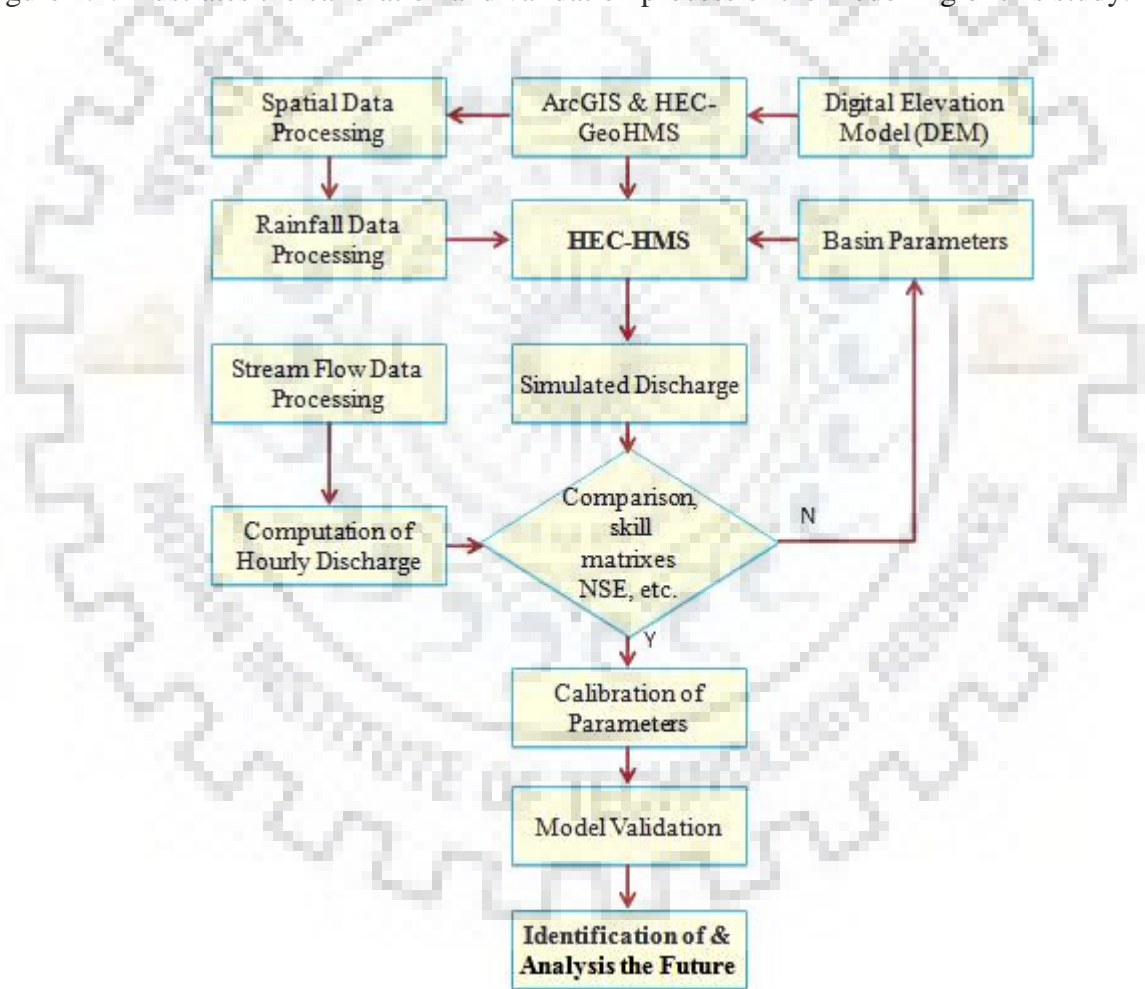 Spatial Data
Processing
ArcGIS & HEC-
GeoHMS
Digital Elevation
Model (DEM)
Rainfall Data
Processing
HEC-HMS
Basin Parameters
Stream Flow Data
Processing
Simulated Discharge
Computation of
Hourly Discharge
Comparison,
skill
matrixes
NSE, etc.
N
Y
Calibration of
Parameters
Model Validation
Identification of &
Analysis the Future